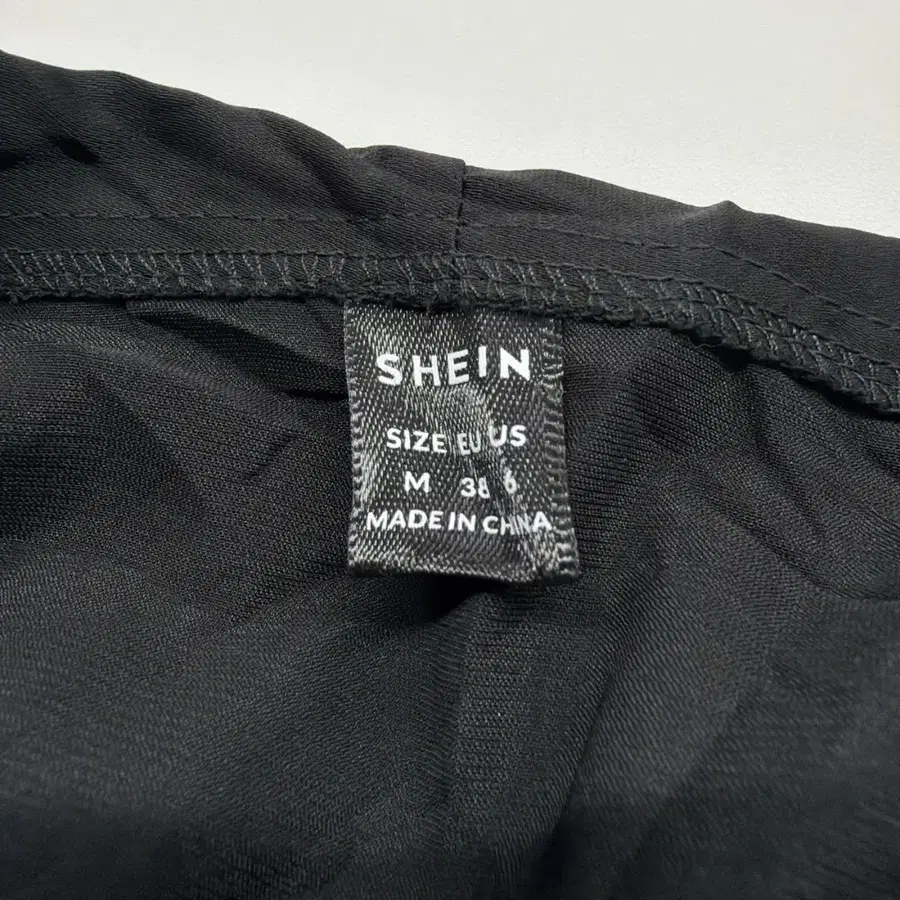 SHEIN
SIZE EU US
M 38 6
MADE IN CHINA